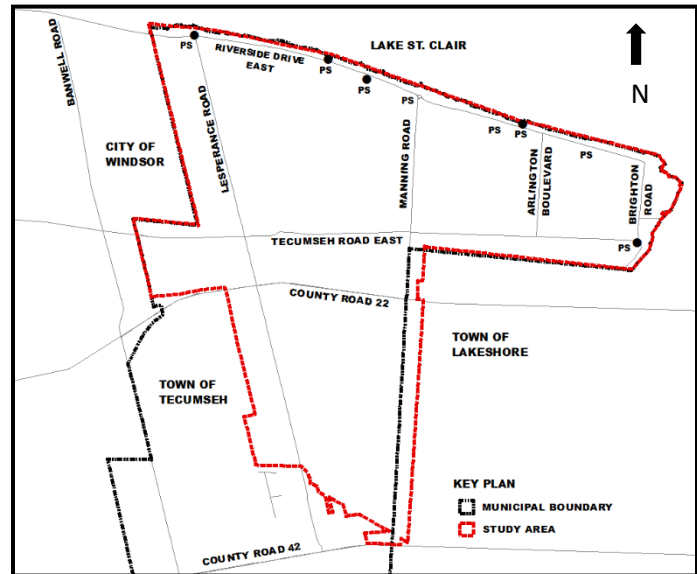 BANWELL ROAD
PS
RIVERSIDE DRIVE
EAST
LAKE ST. CLAIR
N
PS
PS
PS
LESPERANCE ROAD
CITY OF
WINDSOR
MANNING ROAD
PS
PS
ARLINGTON
BOULEVARD
BRIGHTON
ROAD
TECUMSEH ROAD EAST
PS
COUNTY ROAD 22
TOWN OF
LAKESHORE
TOWN OF
TECUMSEH
KEY PLAN
MUNICIPAL BOUNDARY
STUDY AREA
COUNTY ROAD 42